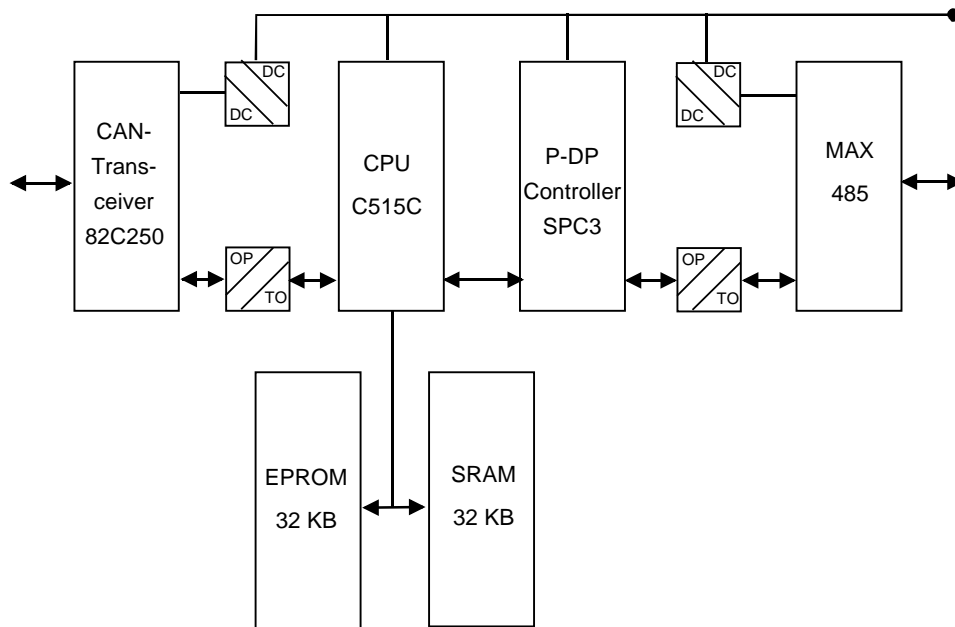 DC
DC
DC
DC
CAN-
Trans-
ceiver
82C250
CPU
C515C
P-DP
Controller
SPC3
MAX
485
OP
TO
OP
TO
EPROM
32 KB
SRAM
32 KB